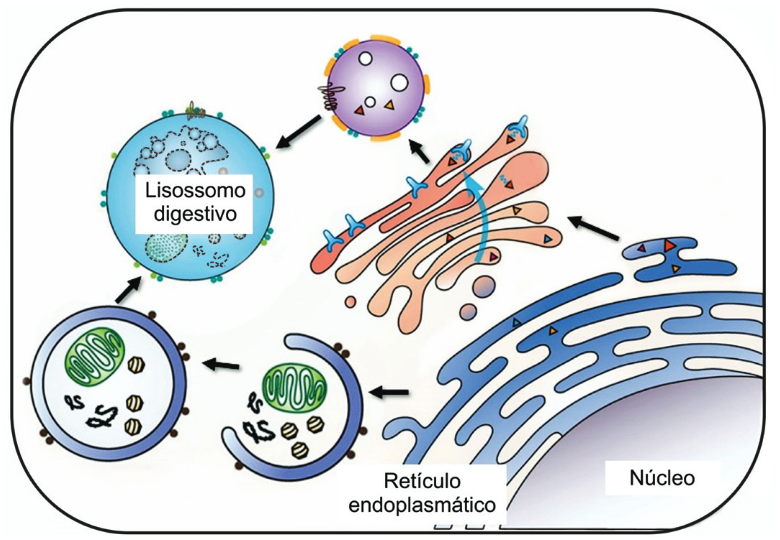 Lisossomo
digestivo
Retículo
endoplasmático
Núcleo